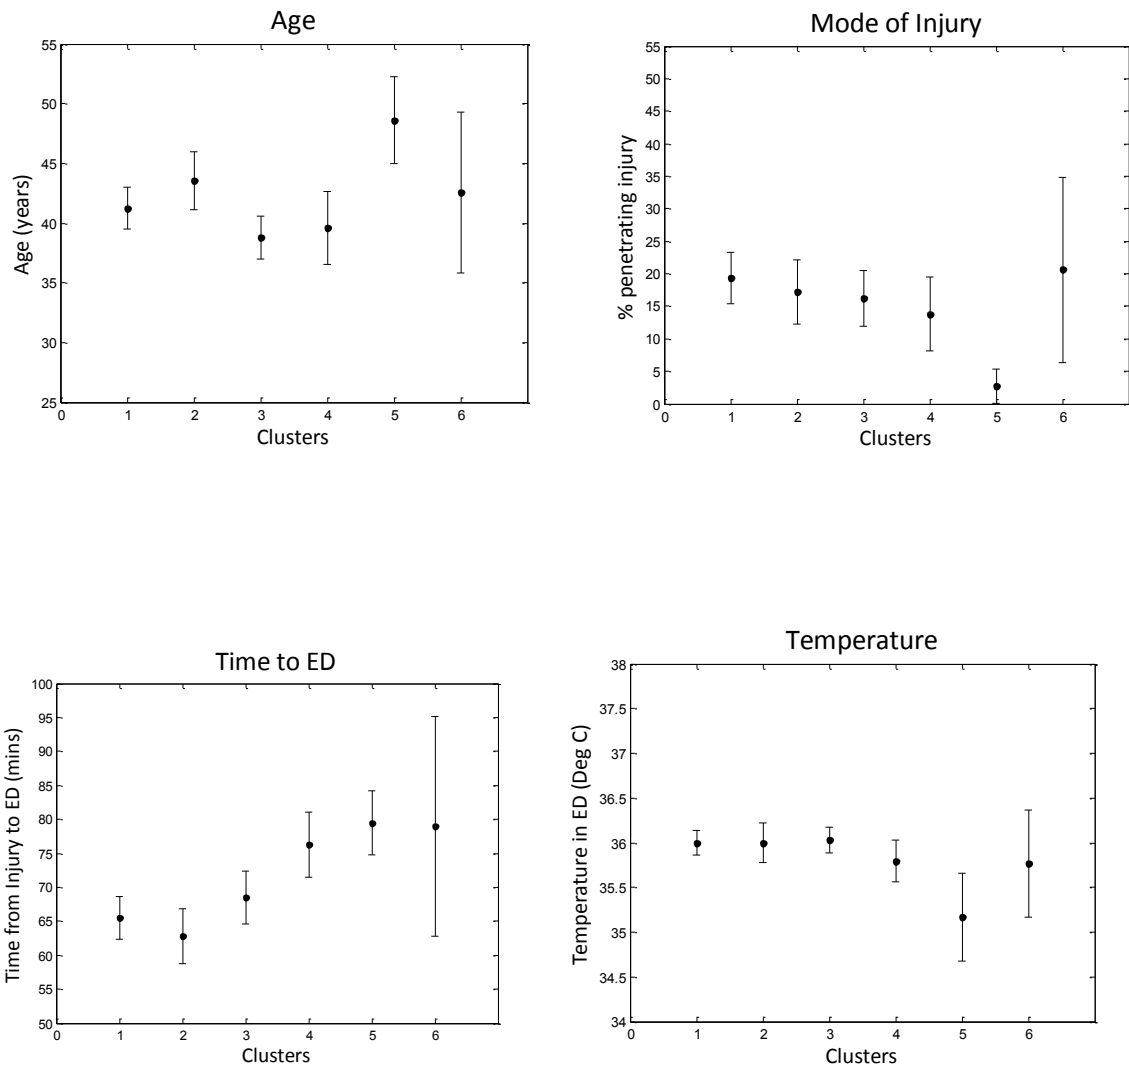 Age
55
50
45
40
35
30
25
Age (years)
0 1 2 3 4 5 6
Clusters
Mode of Injury
55
50
45
40
35
30
25
20
15
10
5
0
% penetrating injury
0 1 2 3 4 5 6
Clusters
Time to ED
100
95
90
85
80
75
70
65
60
55
50
Time from Injury to ED (mins)
0 1 2 3 4 5 6
Clusters
Temperature
38
37.5
37
36.5
36
35.5
35
34.5
34
Temperature in ED (Deg C)
0 1 2 3 4 5 6
Clusters